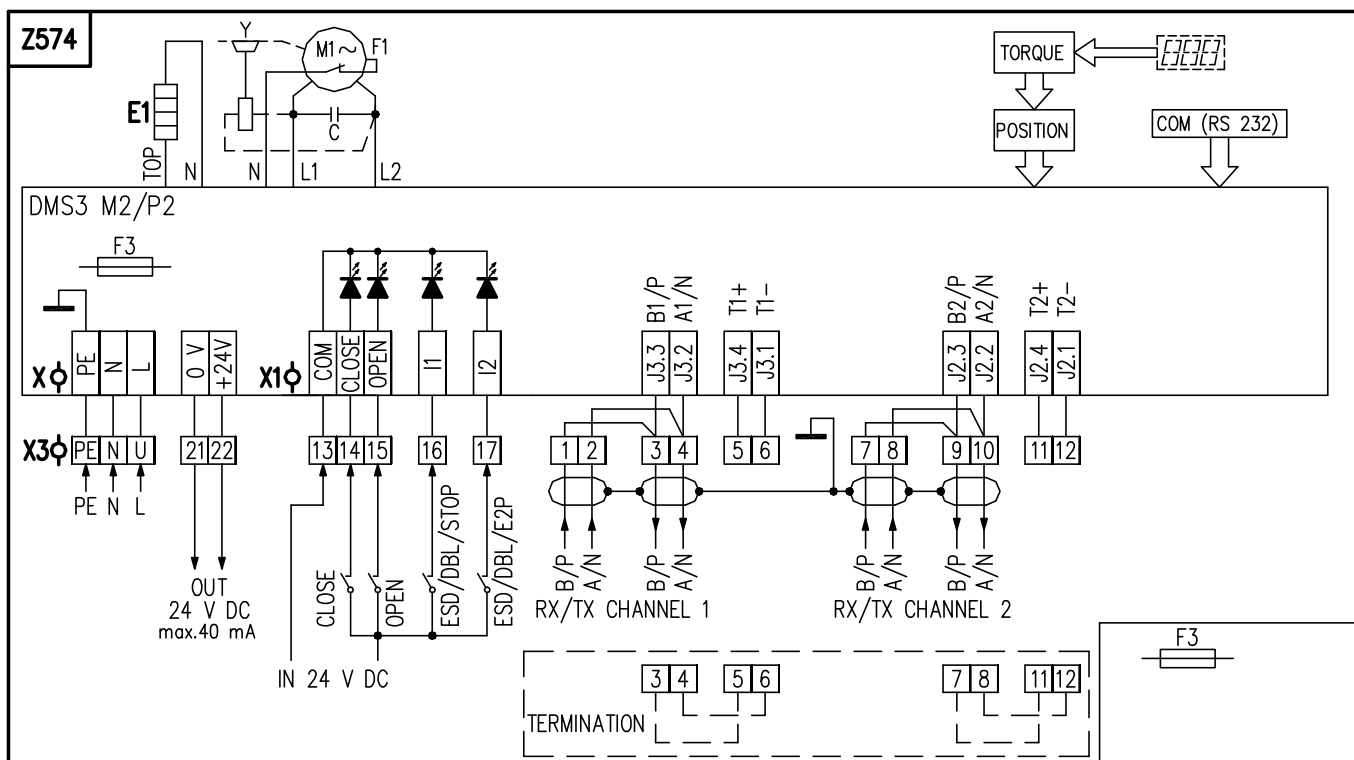 Z574
Y
M1 ~
F1
TORQUE
E1
C
POSITION
COM (RS 232)
TOP
N
N
L1
L2
DMS3 M2/P2
F3
B1/P
A1/N
T1+
T1-
B2/P
A2/N
T2+
T2-
X
PE
N
L
0 V
+24V
X1
COM
CLOSE
OPEN
I1
I2
J3.3
J3.2
J3.4
J3.1
J2.3
J2.2
J2.4
J2.1
X3
PE
N
U
21
22
13
14
15
16
17
1
2
3
4
5
6
7
8
9
10
11
12
PE N L
CLOSE
OPEN
ESD/DBL/STOP
ESD/DBL/E2P
B/P
A/N
B/P
A/N
B/P
A/N
B/P
A/N
OUT
24 V DC
max.40 mA
RX/TX CHANNEL 1
RX/TX CHANNEL 2
IN 24 V DC
F3
3
4
5
6
7
8
11
12
TERMINATION